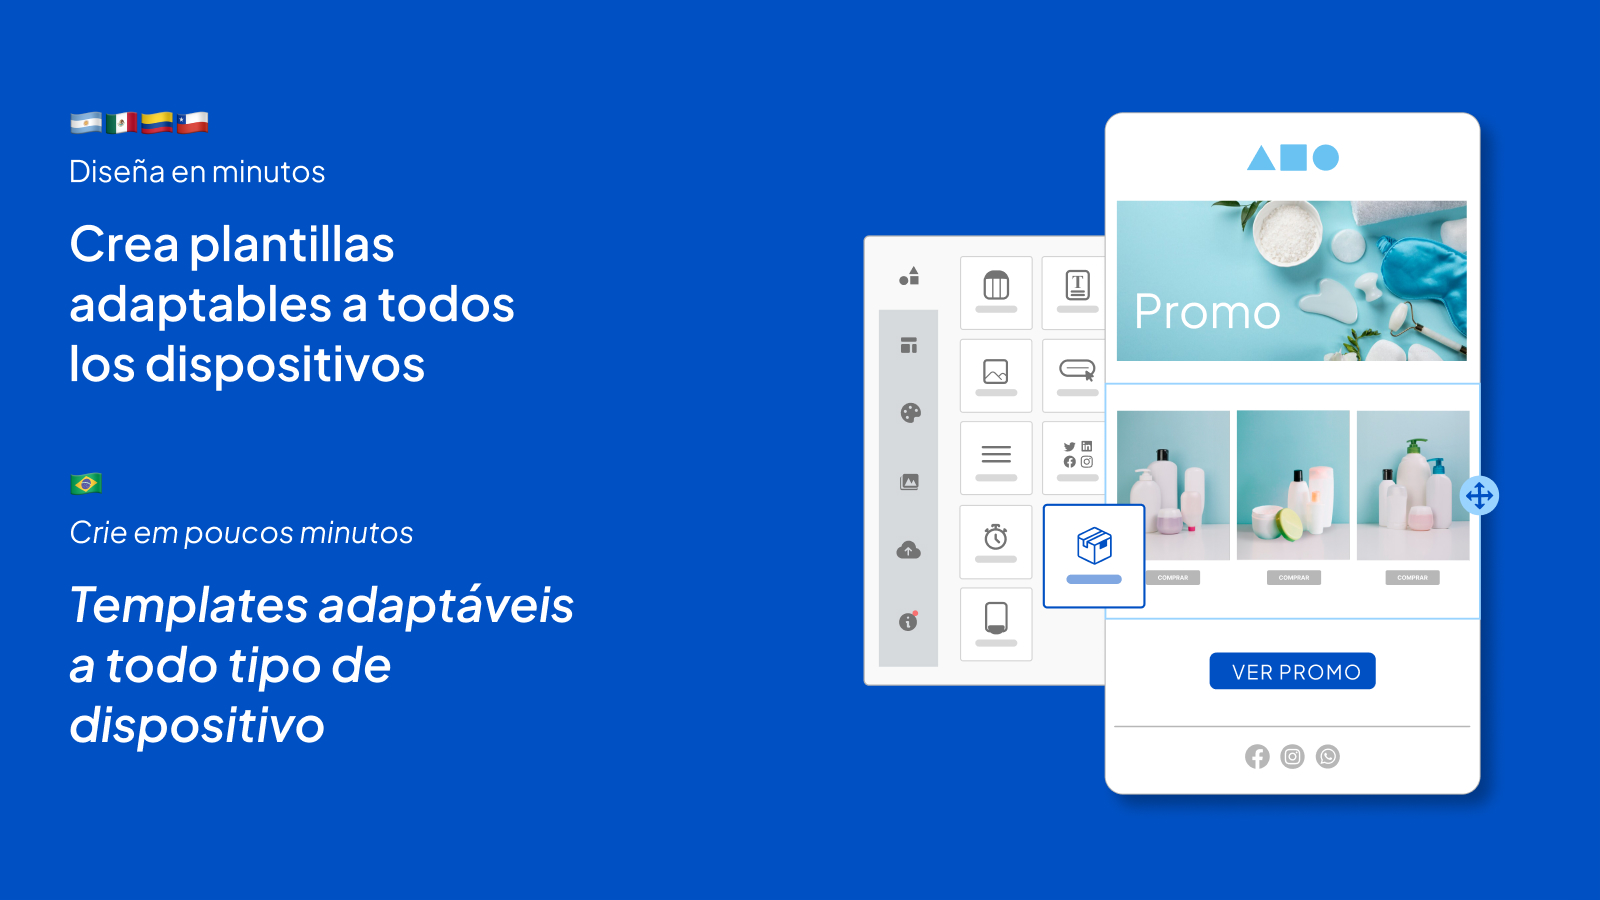 Diseña en minutos
Crea plantillas
adaptables a todos
los dispositivos
Crie em poucos minutos
Templates adaptáveis
a todo tipo de
dispositivo
T
Promo
COMPRAR
COMPRAR
COMPRAR
VER PROMO